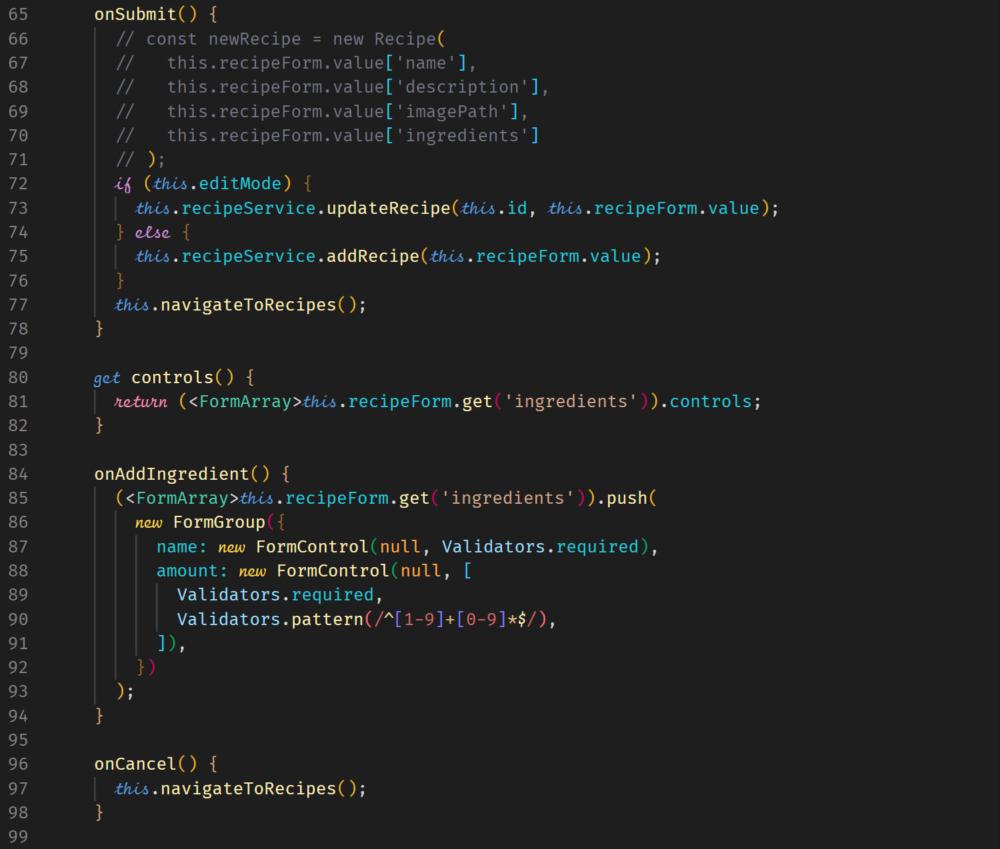 65 onSubmit() {
66 // const newRecipe = new Recipe(
67 //   this.recipeForm.value['name'],
68 //   this.recipeForm.value['description'],
69 //   this.recipeForm.value['imagePath'],
70 //   this.recipeForm.value['ingredients']
71 // );
72 if (this.editMode) {
73 this.recipeService.updateRecipe(this.id, this.recipeForm.value);
74 } else {
75 this.recipeService.addRecipe(this.recipeForm.value);
76 }
77 this.navigateToRecipes();
78 }
79
80 get controls() {
81 return (<FormArray>this.recipeForm.get('ingredients')).controls;
82 }
83
84 onAddIngredient() {
85 (<FormArray>this.recipeForm.get('ingredients')).push(
86 new FormGroup({
87 name: new FormControl(null, Validators.required),
88 amount: new FormControl(null, [
89 Validators.required,
90 Validators.pattern(/^[1-9]+[0-9]*$/),
91 ]),
92 })
93 );
94 }
95
96 onCancel() {
97 this.navigateToRecipes();
98 }
99